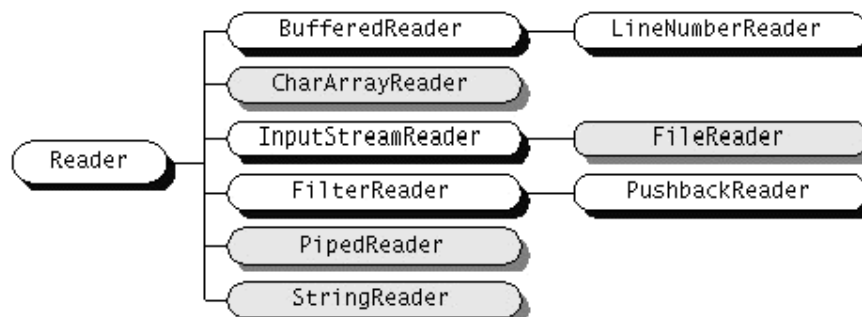 BufferedReader LineNumberReader
CharArrayReader
InputStreamReader FileReader
Reader
FilterReader PushbackReader
PipedReader
StringReader